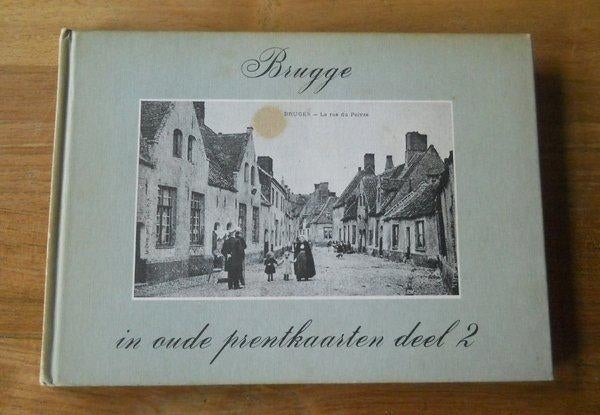 Brugge
BRUGES — La rue du Poivre
in oude prentkaarten deel 2